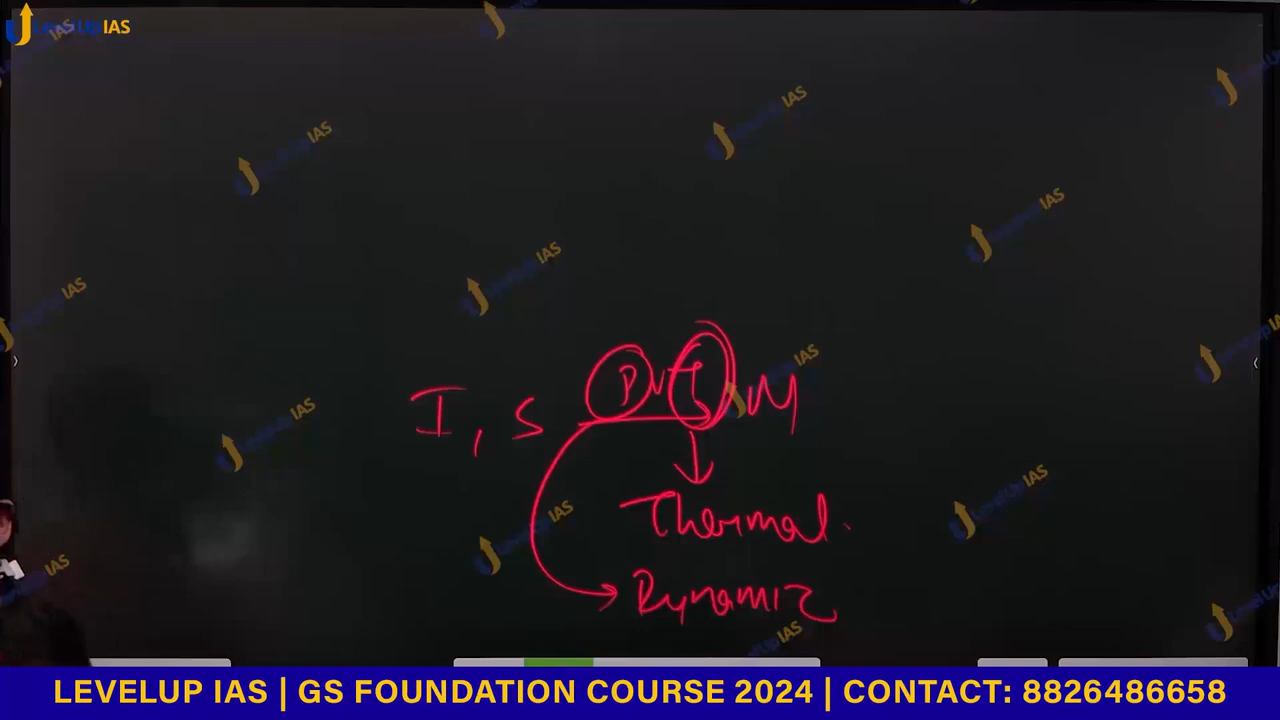 LevelUp IAS
I, S P, T, M
Thermal.
Dynamic
LEVELUP IAS | GS FOUNDATION COURSE 2024 | CONTACT: 8826486658